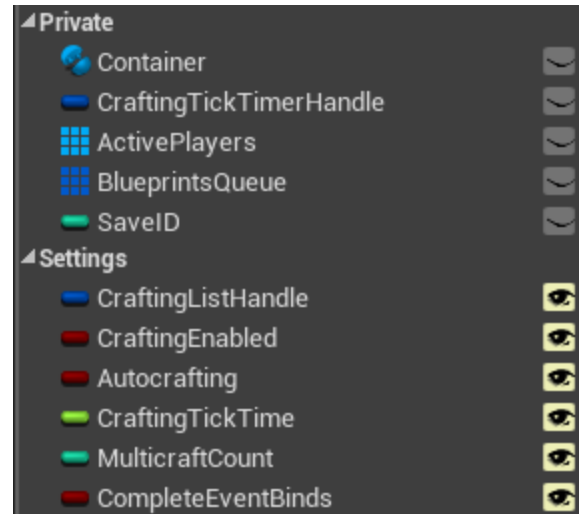 Private
Container
CraftingTickTimerHandle
ActivePlayers
BlueprintsQueue
SaveID
Settings
CraftingListHandle
CraftingEnabled
Autocrafting
CraftingTickTime
MulticraftCount
CompleteEventBinds